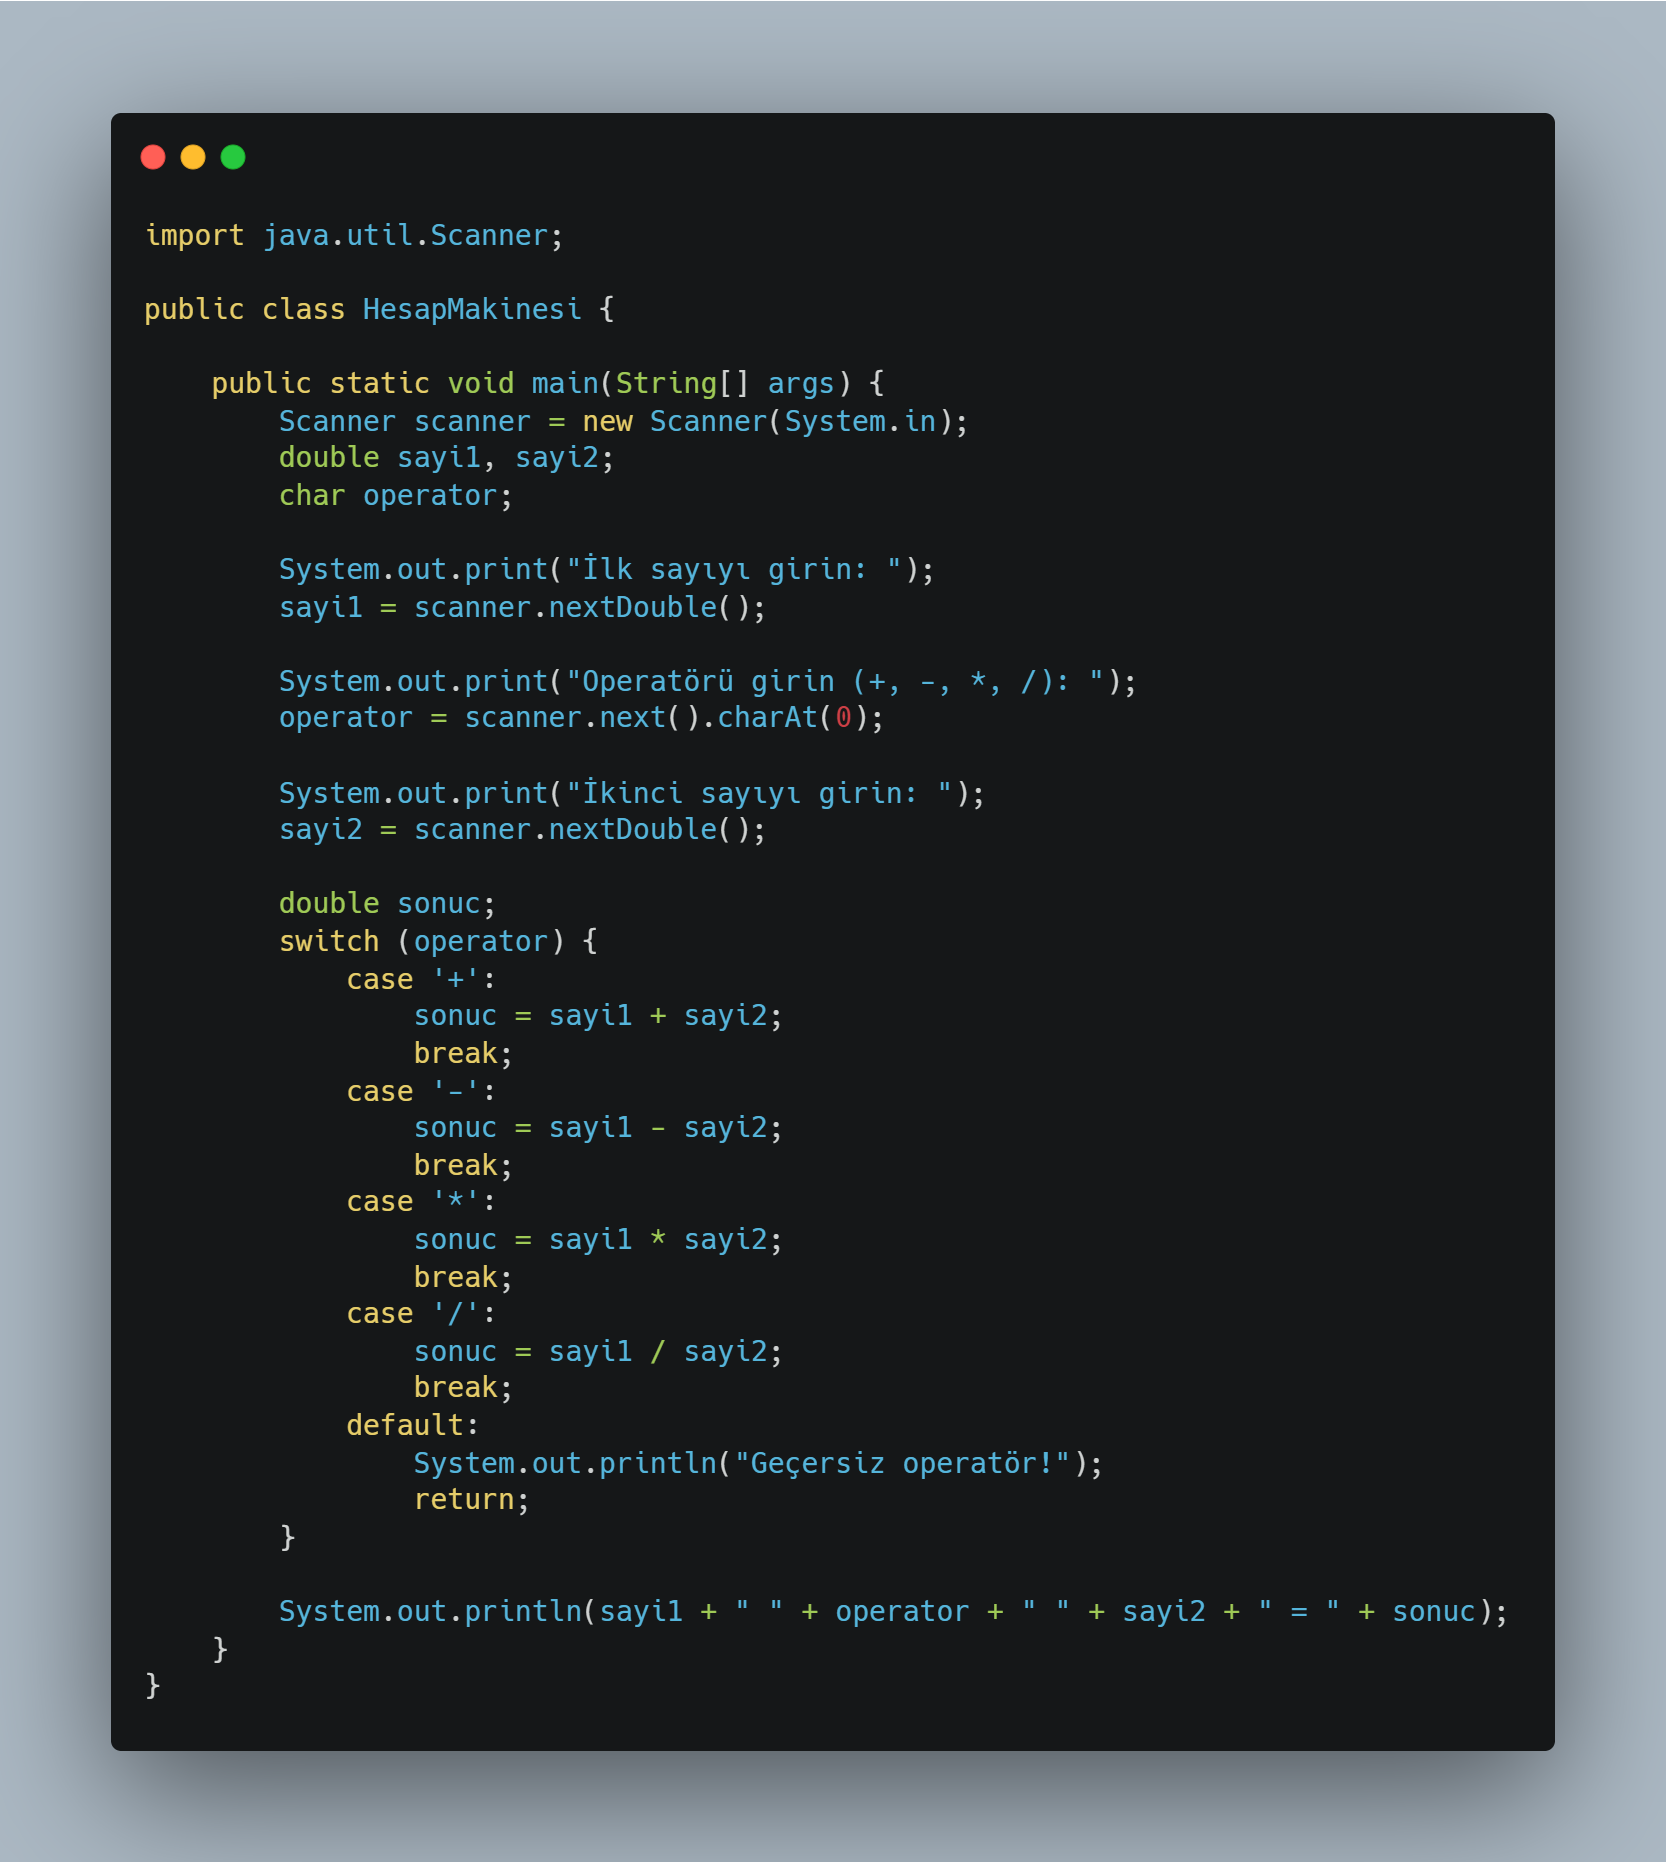 import java.util.Scanner;
public class HesapMakinesi {
public static void main(String[] args) {
Scanner scanner = new Scanner(System.in);
double sayi1, sayi2;
char operator;
System.out.print("İlk sayıyı girin: ");
sayi1 = scanner.nextDouble();
System.out.print("Operatörü girin (+, -, *, /): ");
operator = scanner.next().charAt(0);
System.out.print("İkinci sayıyı girin: ");
sayi2 = scanner.nextDouble();
double sonuc;
switch (operator) {
case '+':
sonuc = sayi1 + sayi2;
break;
case '-':
sonuc = sayi1 - sayi2;
break;
case '*':
sonuc = sayi1 * sayi2;
break;
case '/':
sonuc = sayi1 / sayi2;
break;
default:
System.out.println("Geçersiz operatör!");
return;
}
System.out.println(sayi1 + " " + operator + " " + sayi2 + " = " + sonuc);
}
}